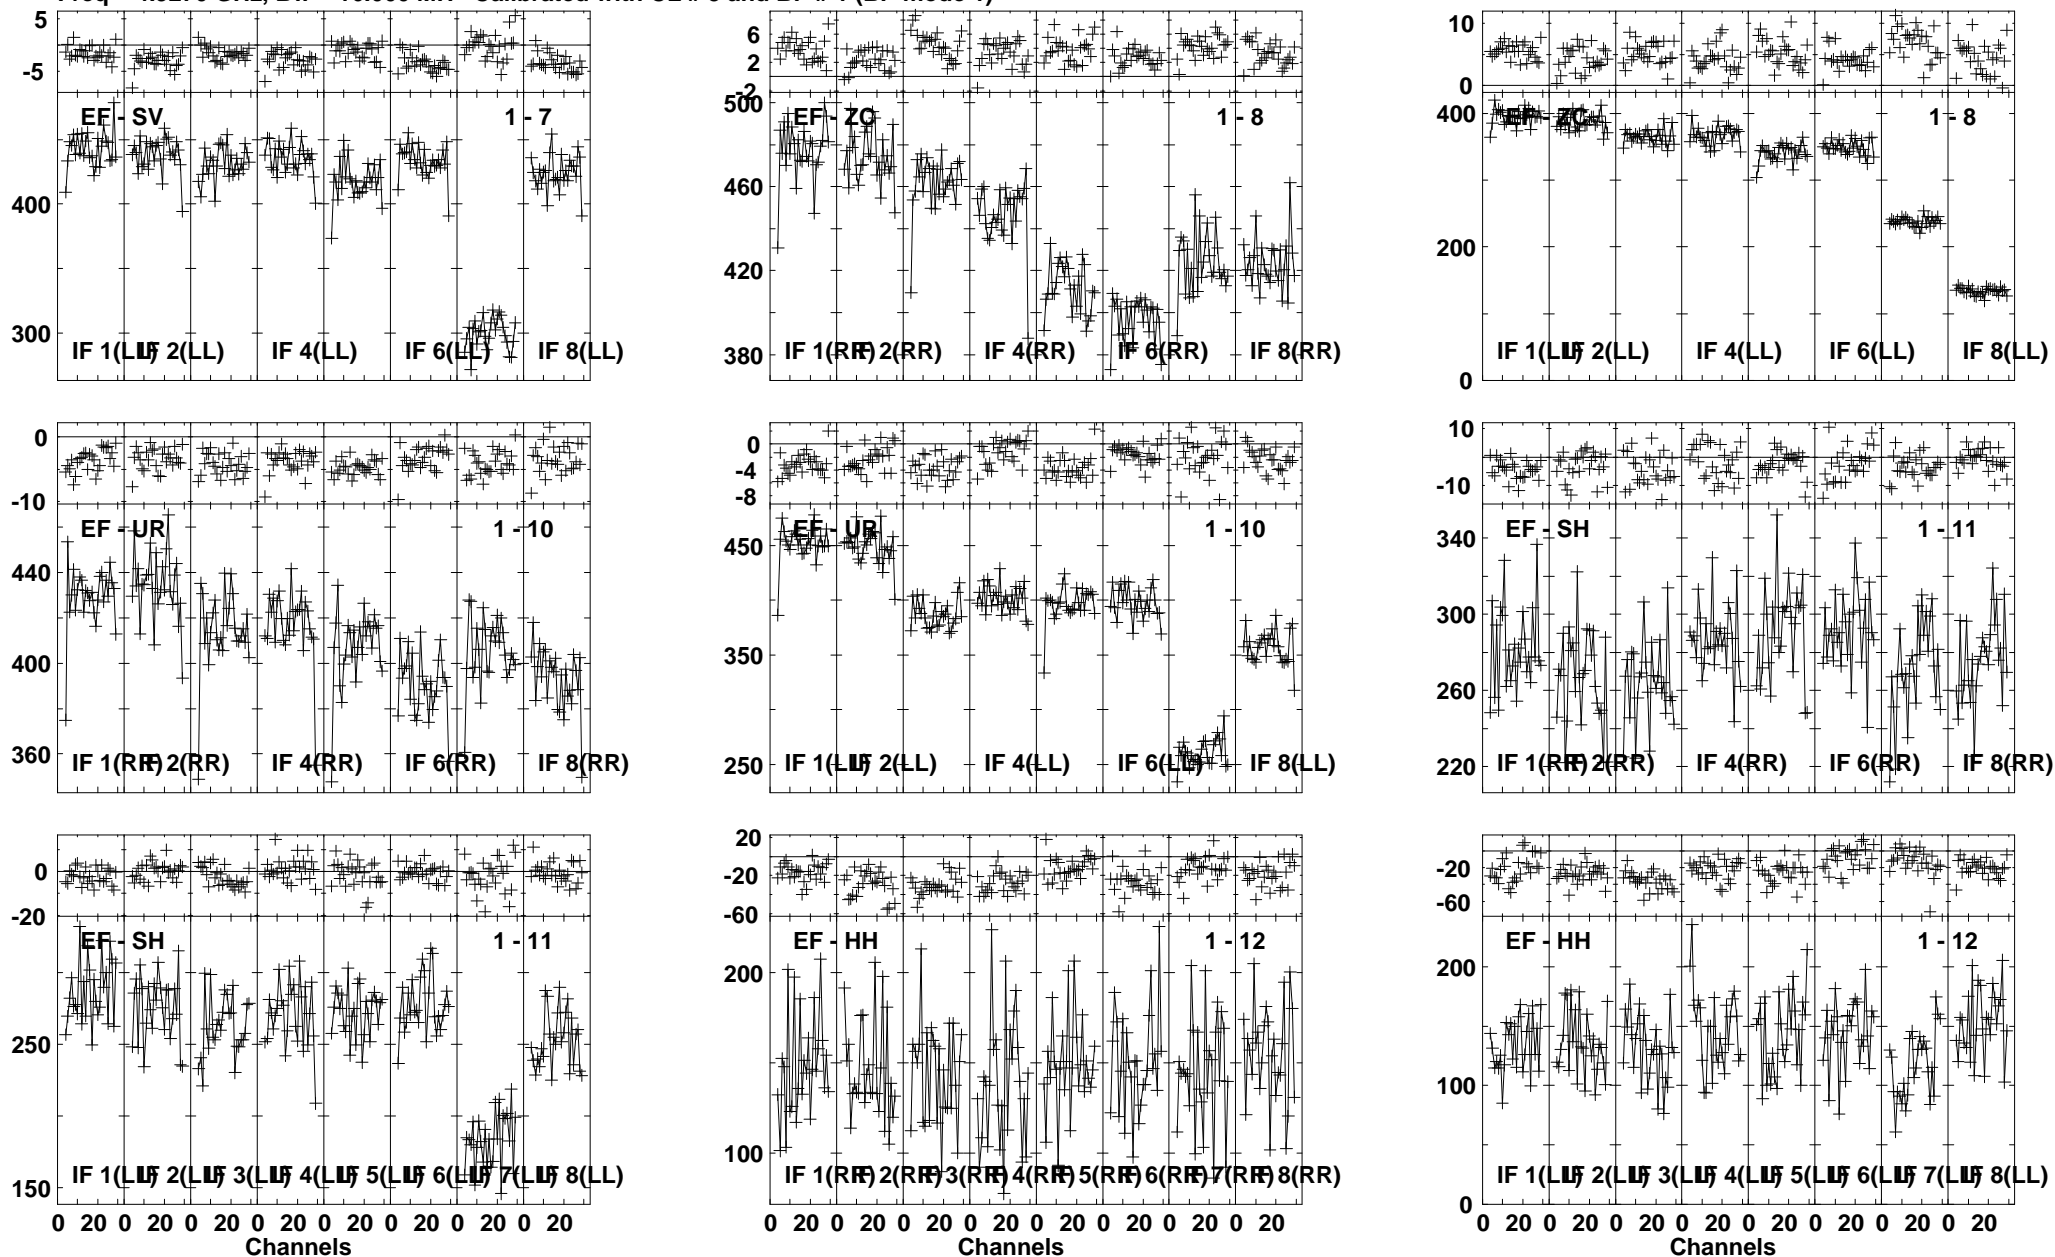 5
-5
EF - SV 1 - 7
400
300
IF 1(LL) IF 2(LL) IF 4(LL) IF 6(LL) IF 8(LL)
6
2
-2
500
EF - ZC 1 - 8
460
420
380
IF 1(RR) IF 2(RR) IF 4(RR) IF 6(RR) IF 8(RR)
10
0
400
EF - ZC 1 - 8
200
0
IF 1(LL) IF 2(LL) IF 4(LL) IF 6(LL) IF 8(LL)
0
-10
EF - UR 1 - 10
440
400
360
IF 1(RR) IF 2(RR) IF 4(RR) IF 6(RR) IF 8(RR)
0
-4
-8
EF - UR 1 - 10
450
350
250
IF 1(LL) IF 2(LL) IF 4(LL) IF 6(LL) IF 8(LL)
10
-10
EF - SH 1 - 11
340
300
260
220
IF 1(RR) IF 2(RR) IF 4(RR) IF 6(RR) IF 8(RR)
0
-20
EF - SH 1 - 11
250
150
IF 1(LL) IF 2(LL) IF 3(LL) IF 4(LL) IF 5(LL) IF 6(LL) IF 7(LL) IF 8(LL)
0 20 0 20 0 20 0 20 0 20 0 20 0 20 0 20
Channels
20
-20
-60
EF - HH 1 - 12
200
100
IF 1(RR) IF 2(RR) IF 3(RR) IF 4(RR) IF 5(RR) IF 6(RR) IF 7(RR) IF 8(RR)
0 20 0 20 0 20 0 20 0 20 0 20 0 20 0 20
Channels
-20
-60
EF - HH 1 - 12
200
100
0
IF 1(LL) IF 2(LL) IF 3(LL) IF 4(LL) IF 5(LL) IF 6(LL) IF 7(LL) IF 8(LL)
0 20 0 20 0 20 0 20 0 20 0 20 0 20 0 20
Channels